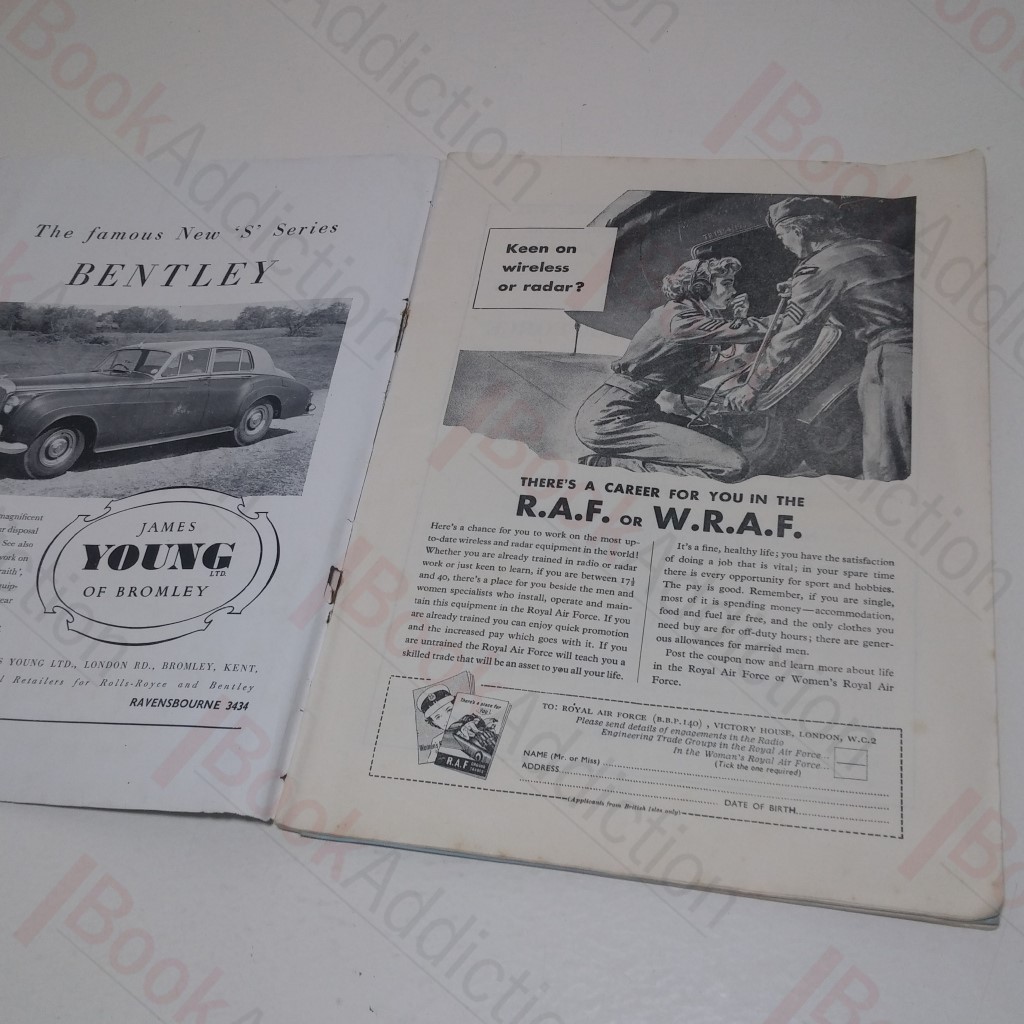 The famous New 'S' Series
BENTLEY
magnificent
disposal
See also
work on
raith',
quip-
ear
JAMES
YOUNG LTD.
OF BROMLEY
YOUNG LTD., LONDON RD., BROMLEY, KENT,
Retailers for Rolls-Royce and Bentley
RAVENSBOURNE 3434
Keen on
wireless
or radar?
THERE'S A CAREER FOR YOU IN THE
R.A.F. OR W.R.A.F.
Here's a chance for you to work on the most up-
to-date wireless and radar equipment in the world!
Whether you are already trained in radio or radar
work or just keen to learn, if you are between 17½
and 40, there's a place for you beside the men and
women specialists who install, operate and main-
tain this equipment in the Royal Air Force. If you
are already trained you can enjoy quick promotion
and the increased pay which goes with it. If you
are untrained the Royal Air Force will teach you a
skilled trade that will be an asset to you all your life.
It's a fine, healthy life; you have the satisfaction
of doing a job that is vital; in your spare time
there is every opportunity for sport and hobbies.
The pay is good. Remember, if you are single,
most of it is spending money—accommodation,
food and fuel are free, and the only clothes you
need buy are for off-duty hours; there are gener-
ous allowances for married men.
Post the coupon now and learn more about life
in the Royal Air Force or Women's Royal Air
Force.
There's a place for
you!
R.A.F
TO: ROYAL AIR FORCE (B.B.P.140), VICTORY HOUSE, LONDON, W.C.2
Please send details of engagements in the Radio
Engineering Trade Groups in the Royal Air Force...
In the Woman's Royal Air Force...
(Tick the one required)
NAME (Mr. or Miss)
ADDRESS
DATE OF BIRTH
(Applicants from British Isles only)
BookAddiction
BookAddiction
BookAddiction
BookAddiction
BookAddiction
BookAddiction